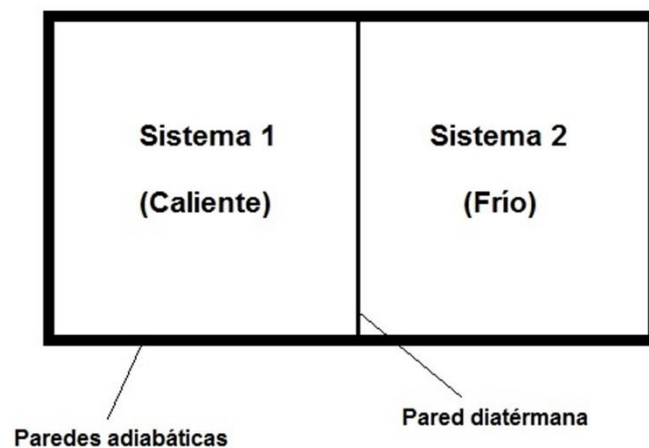 Sistema 1
(Caliente)
Sistema 2
(Frío)
Pared diatérmana
Paredes adiabáticas